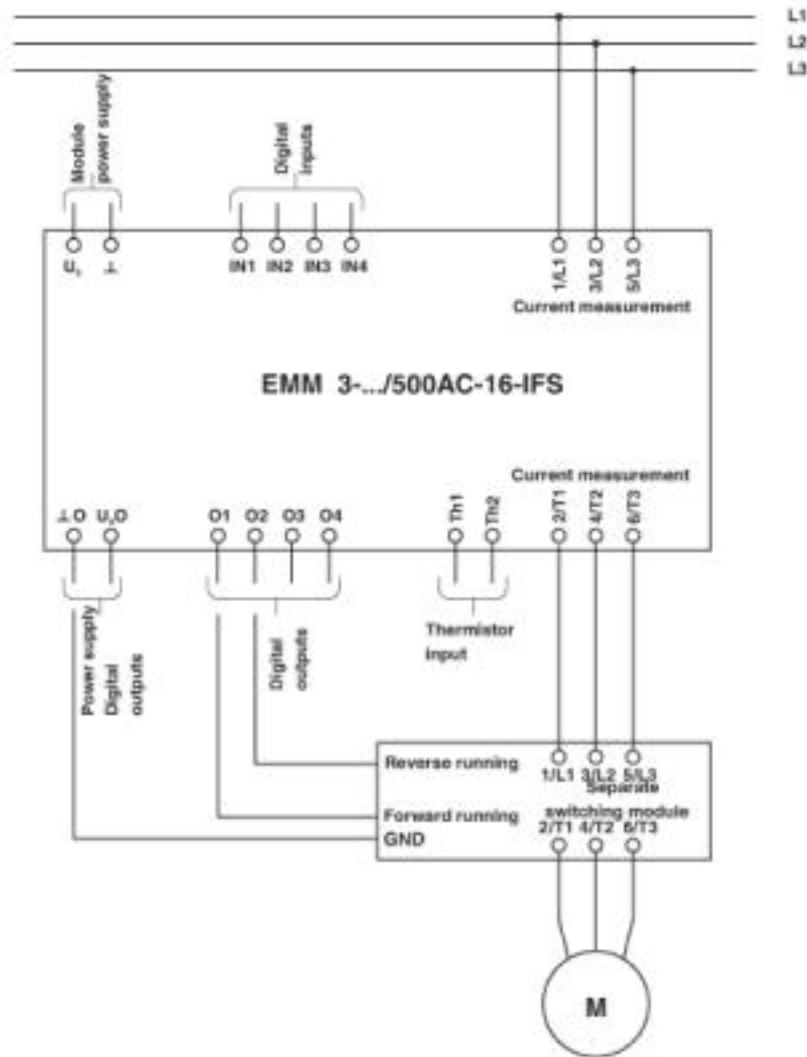 L1
L2
L3
Module
power supply
Digital
inputs
Us ⊥
IN1 IN2 IN3 IN4
1/L1 3/L2 5/L3
Current measurement
EMM 3-.../500AC-16-IFS
Current measurement
⊥O UsO
O1 O2 O3 O4
Th1 Th2
2/T1 4/T2 6/T3
Power supply
Digital
outputs
Digital
outputs
Thermistor
input
Reverse running
1/L1 3/L2 5/L3
Separate
switching module
Forward running
2/T1 4/T2 6/T3
GND
M